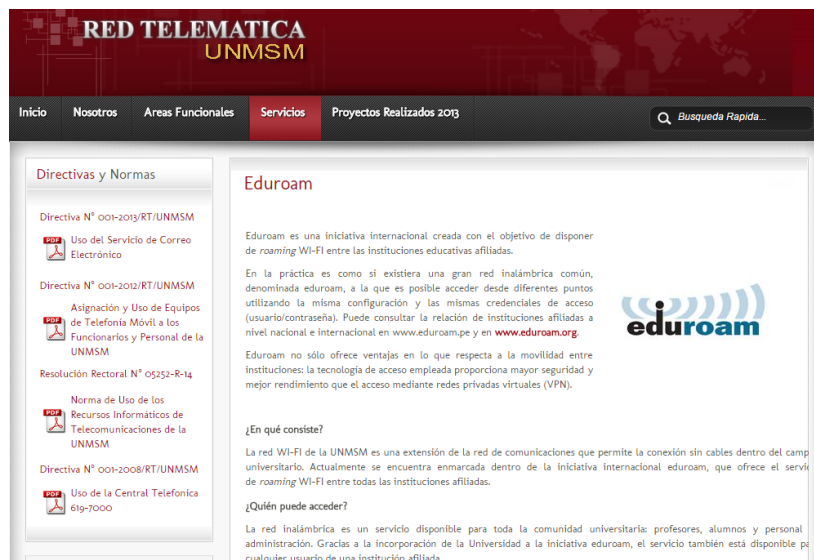 RED TELEMATICA
UNMSM
Inicio Nosotros Areas Funcionales Servicios Proyectos Realizados 2013
Busqueda Rapida...
Directivas y Normas
Directiva N° 001-2013/RT/UNMSM
PDF
Uso del Servicio de Correo
Electrónico
Directiva N° 001-2012/RT/UNMSM
PDF
Asignación y Uso de Equipos
de Telefonía Móvil a los
Funcionarios y Personal de la
UNMSM
Resolución Rectoral N° 05252-R-14
PDF
Norma de Uso de los
Recursos Informáticos de
Telecomunicaciones de la
UNMSM
Directiva N° 001-2008/RT/UNMSM
PDF
Uso de la Central Telefonica
619-7000
Eduroam
Eduroam es una iniciativa internacional creada con el objetivo de disponer
de roaming WI-FI entre las instituciones educativas afiliadas.
En la práctica es como si existiera una gran red inalámbrica común,
denominada eduroam, a la que es posible acceder desde diferentes puntos
utilizando la misma configuración y las mismas credenciales de acceso
(usuario/contraseña). Puede consultar la relación de instituciones afiliadas a
nivel nacional e internacional en www.eduroam.pe y en www.eduroam.org.
Eduroam no sólo ofrece ventajas en lo que respecta a la movilidad entre
instituciones: la tecnología de acceso empleada proporciona mayor seguridad y
mejor rendimiento que el acceso mediante redes privadas virtuales (VPN).
eduroam
¿En qué consiste?
La red WI-FI de la UNMSM es una extensión de la red de comunicaciones que permite la conexión sin cables dentro del camp
universitario. Actualmente se encuentra enmarcada dentro de la iniciativa internacional eduroam, que ofrece el servic
de roaming WI-FI entre todas las instituciones afiliadas.
¿Quién puede acceder?
La red inalámbrica es un servicio disponible para toda la comunidad universitaria: profesores, alumnos y personal
administración. Gracias a la incorporación de la Universidad a la iniciativa eduroam, el servicio también está disponible pa
cualquier usuario de una institución afiliada